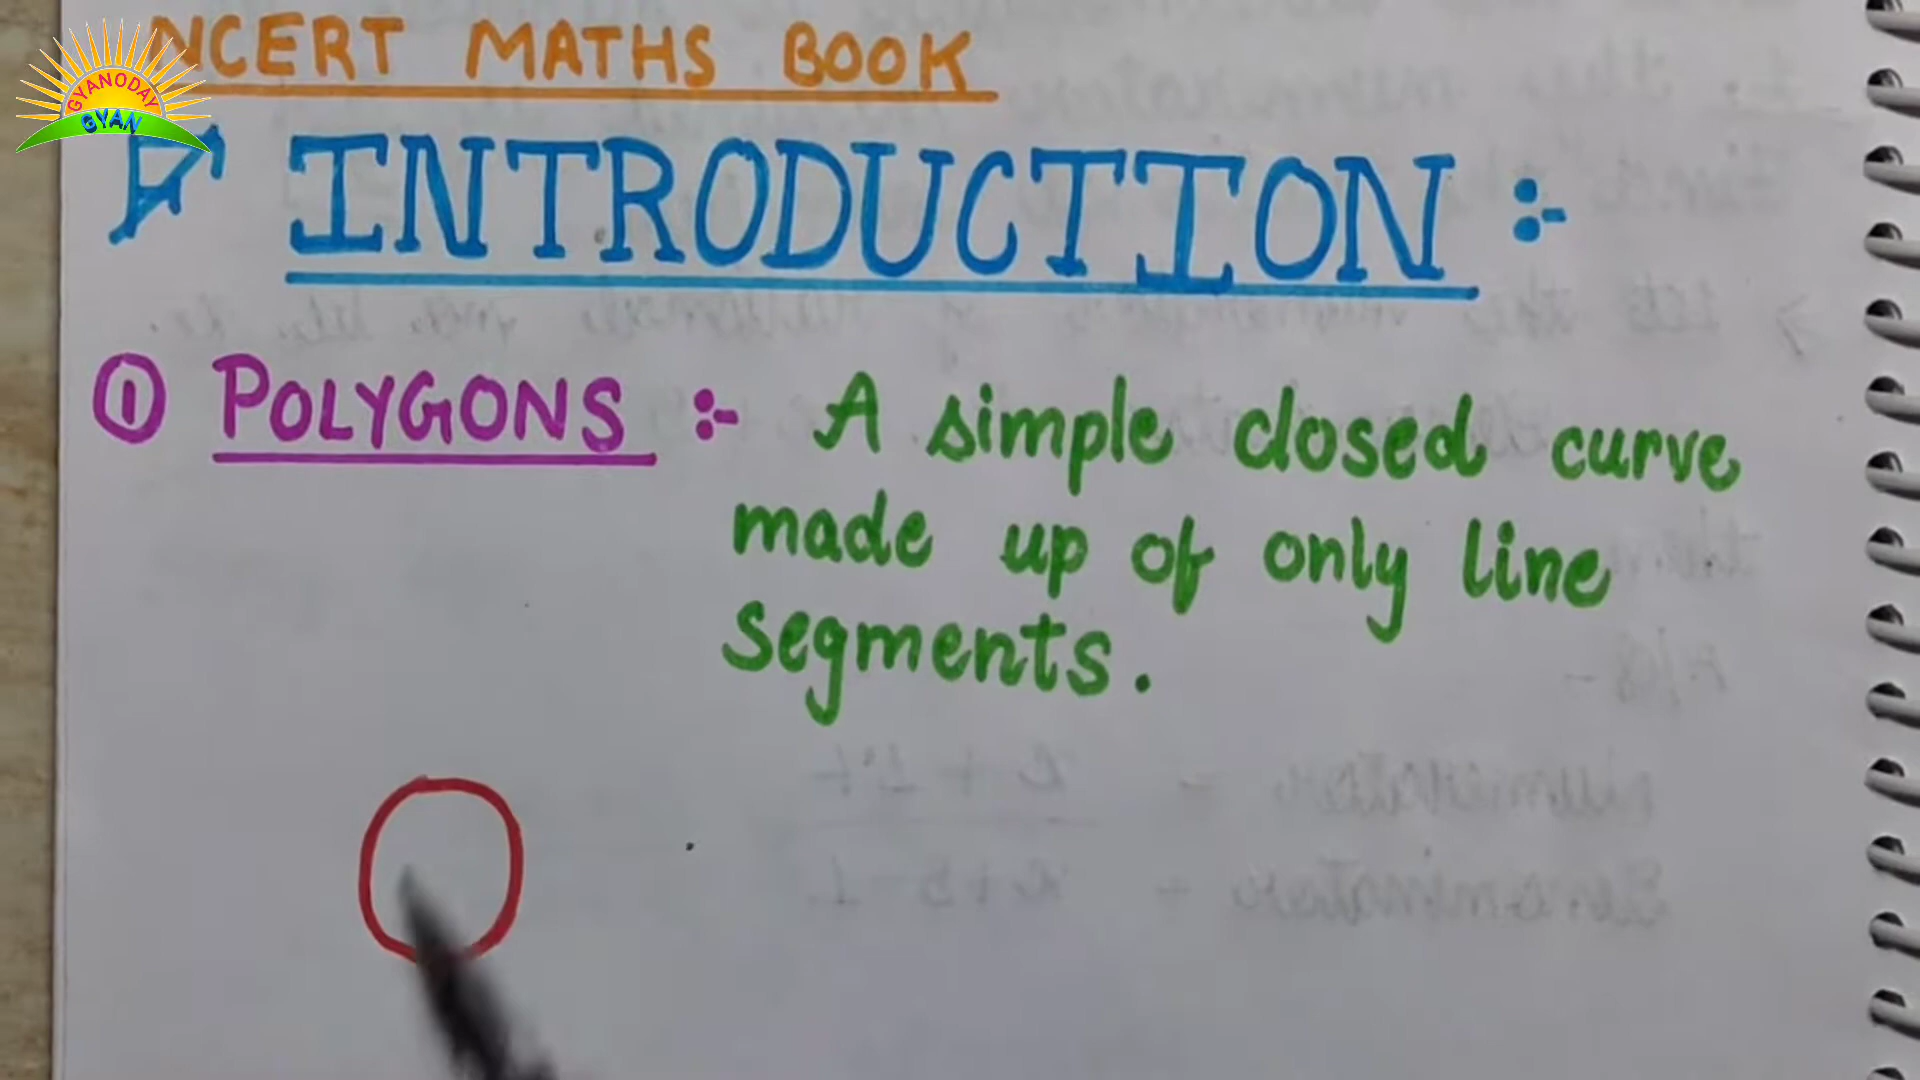 NCERT MATHS BOOK
GYANODAY
GYAN
INTRODUCTION :-
① POLYGONS :- A simple closed curve
made up of only line
segments.